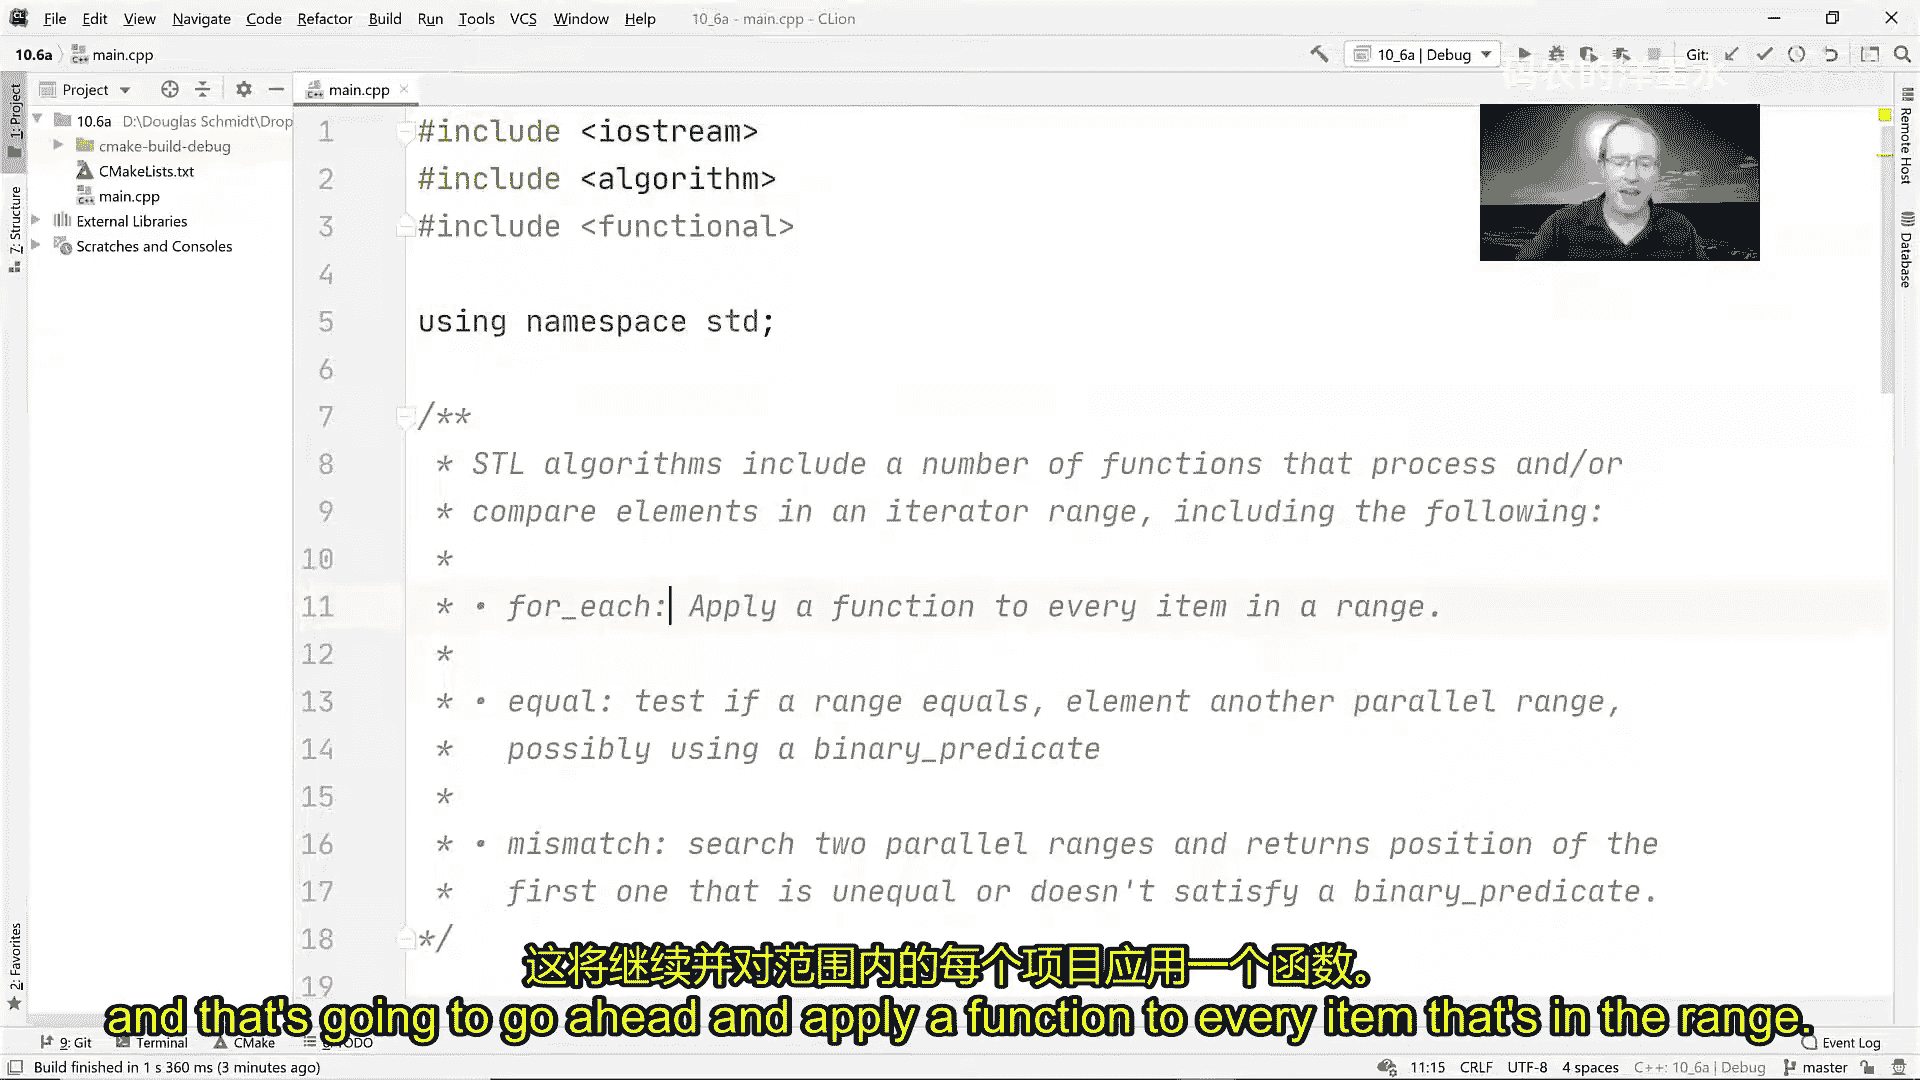 File Edit View Navigate Code Refactor Build Run Tools VCS Window Help 10_6a - main.cpp - CLion
10.6a main.cpp 10_6a | Debug Git:
Project main.cpp
1: Project
7: Structure
2: Favorites
Remote Host
Database
10.6a D:\Douglas Schmidt\Drop
cmake-build-debug
CMakeLists.txt
main.cpp
External Libraries
Scratches and Consoles
1 #include <iostream>
2 #include <algorithm>
3 #include <functional>
4
5 using namespace std;
6
7 /**
8 * STL algorithms include a number of functions that process and/or
9 * compare elements in an iterator range, including the following:
10 *
11 * • for_each: Apply a function to every item in a range.
12 *
13 * • equal: test if a range equals, element another parallel range,
14 * possibly using a binary_predicate
15 *
16 * • mismatch: search two parallel ranges and returns position of the
17 * first one that is unequal or doesn't satisfy a binary_predicate.
18 */
19
这将继续并对范围内的每个项目应用一个函数。
and that's going to go ahead and apply a function to every item that's in the range.
9: Git Terminal CMake TODO Event Log
Build finished in 1 s 360 ms (3 minutes ago) 11:15 CRLF UTF-8 4 spaces C++: 10_6a | Debug master